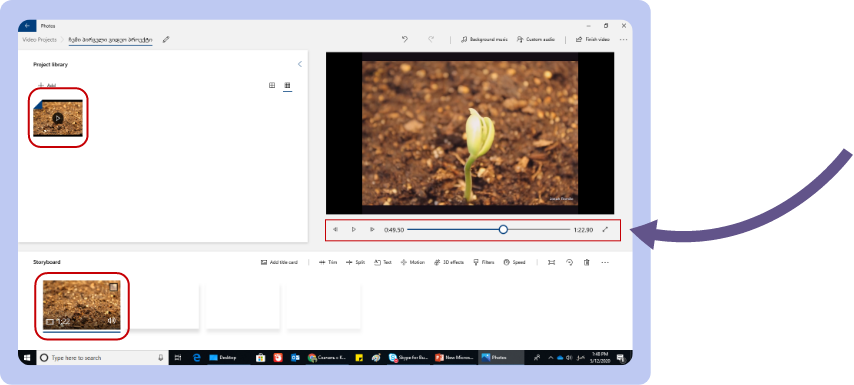 Photos
Video Projects > ჩემი პირველი ვიდეო პროექტი
Background music
Custom audio
Finish video
Project library
Add
0:49.50
1:22.90
Storyboard
Add title card
Trim
Split
Text
Motion
3D effects
Filters
Speed
1:22
Type here to search
Desktop
Camera c E...
Skype for Bu...
New Micros...
Photos
1:48 PM
3/12/2020